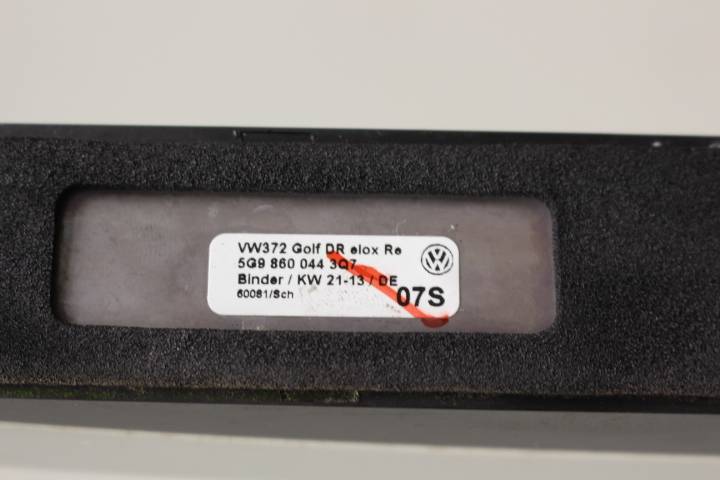 VW372 Golf DR elox Re
5G9 860 044 3Q7
Binder / KW 21-13 / DE
60081/Sch
07S